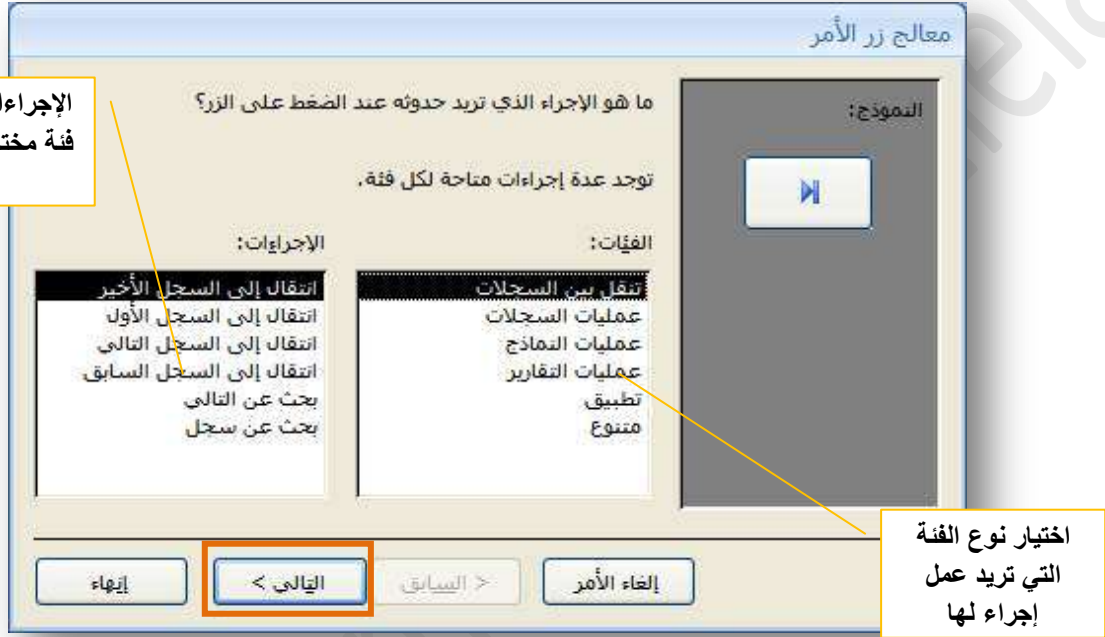 معالج زر الأمر
النموذج:
ما هو الإجراء الذي تريد حدوثه عند الضغط على الزر؟
توجد عدة إجراءات متاحة لكل فئة.
الفئات:
تنقل بين السجلات
عمليات السجلات
عمليات النماذج
عمليات التقارير
تطبيق
متنوع
الإجراءات:
انتقال إلى السجل الأخير
انتقال إلى السجل الأول
انتقال إلى السجل التالي
انتقال إلى السجل السابق
بحث عن التالي
بحث عن سجل
فئة
اختيار نوع الفئة
التي تريد عمل
إجراء لها
إلغاء الأمر
< السابق
التالي >
إنهاء